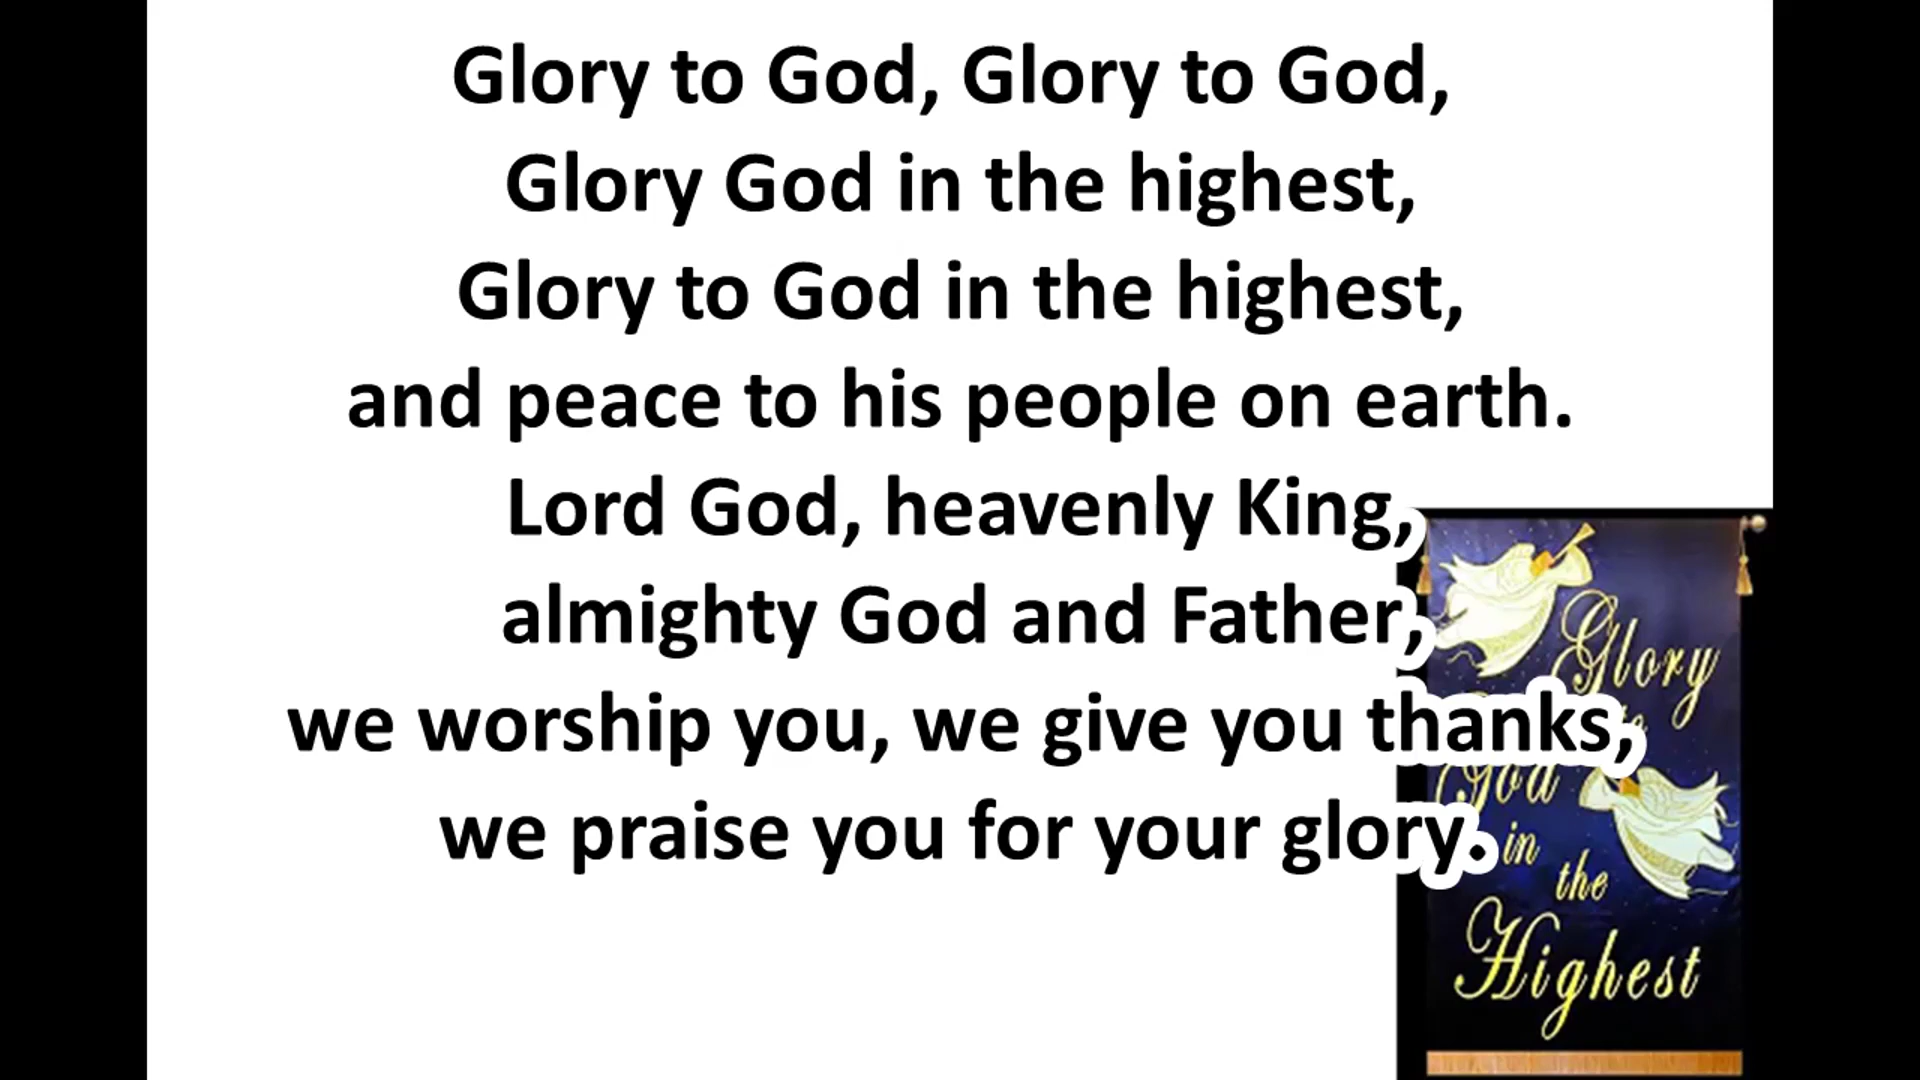 Glory to God, Glory to God,
Glory God in the highest,
Glory to God in the highest,
and peace to his people on earth.
Lord God, heavenly King,
almighty God and Father,
we worship you, we give you thanks,
we praise you for your glory.
Glory
to
God
in
the
Highest